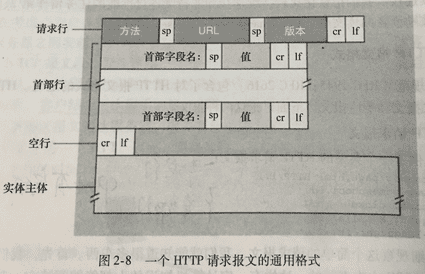 请求行 方法 sp URL sp 版本 cr lf
首部字段名: sp 值 cr lf
首部行
首部字段名: sp 值 cr lf
空行 cr lf
实体主体
图 2-8 一个 HTTP 请求报文的通用格式